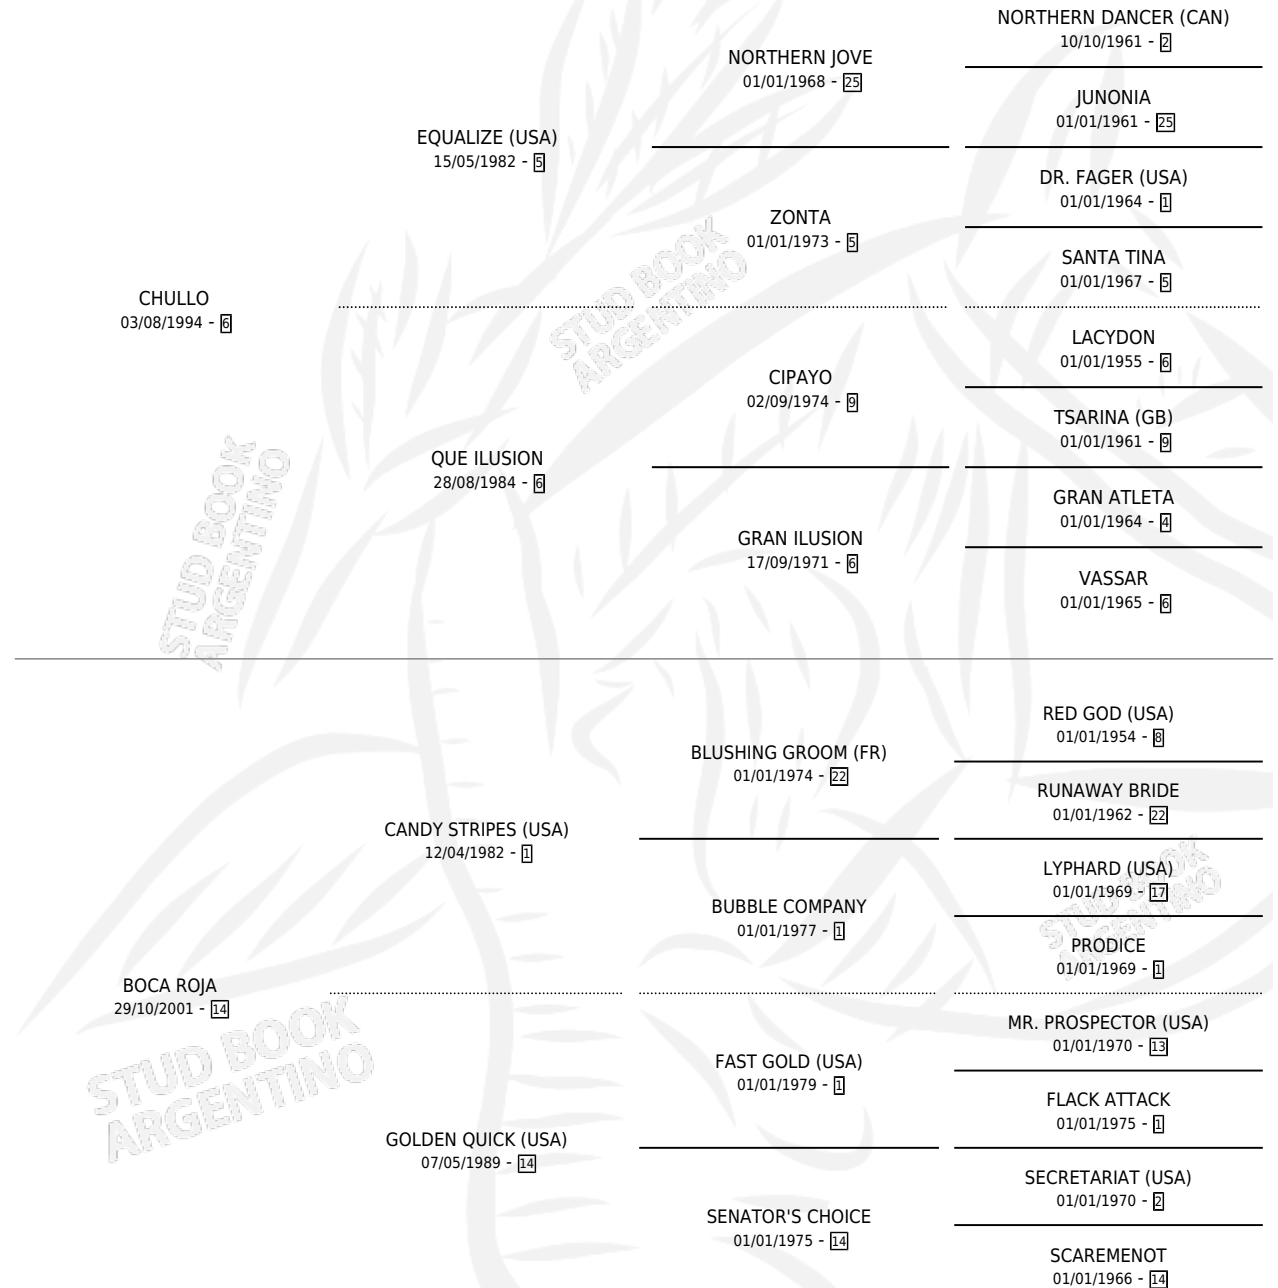 NORTHERN DANCER (CAN)
10/10/1961 - 2
NORTHERN JOVE
01/01/1968 - 25
JUNONIA
01/01/1961 - 25
EQUALIZE (USA)
15/05/1982 - 5
DR. FAGER (USA)
01/01/1964 - 1
ZONTA
01/01/1973 - 5
SANTA TINA
01/01/1967 - 5
CHULLO
03/08/1994 - 6
STUD BOOK
ARGENTINO
LACYDON
01/01/1955 - 6
CIPAYO
02/09/1974 - 9
TSARINA (GB)
01/01/1961 - 9
QUE ILUSION
28/08/1984 - 6
GRAN ATLETA
01/01/1964 - 4
GRAN ILUSION
17/09/1971 - 6
VASSAR
01/01/1965 - 6
STUD BOOK
ARGENTINO
RED GOD (USA)
01/01/1954 - 8
BLUSHING GROOM (FR)
01/01/1974 - 22
RUNAWAY BRIDE
01/01/1962 - 22
CANDY STRIPES (USA)
12/04/1982 - 1
LYPHARD (USA)
01/01/1969 - 17
BUBBLE COMPANY
01/01/1977 - 1
STUD BOOK
ARGENTINO
PRODICE
01/01/1969 - 1
BOCA ROJA
29/10/2001 - 14
STUD BOOK
ARGENTINO
MR. PROSPECTOR (USA)
01/01/1970 - 13
FAST GOLD (USA)
01/01/1979 - 1
FLACK ATTACK
01/01/1975 - 1
GOLDEN QUICK (USA)
07/05/1989 - 14
SECRETARIAT (USA)
01/01/1970 - 2
SENATOR'S CHOICE
01/01/1975 - 14
SCAREMENOT
01/01/1966 - 14